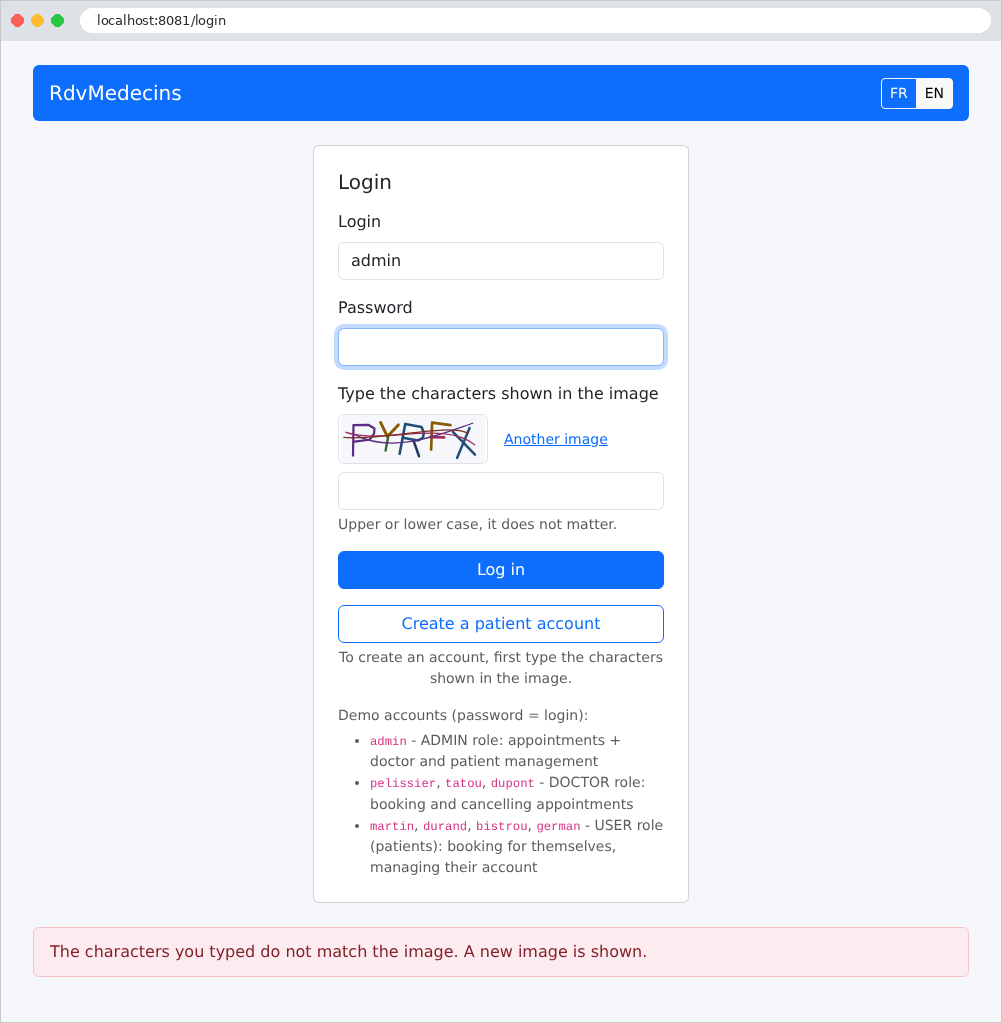 localhost:8081/login
RdvMedecins
FR EN
Login
Login
admin
Password
Type the characters shown in the image
PYRFX
Another image
Upper or lower case, it does not matter.
Log in
Create a patient account
To create an account, first type the characters
shown in the image.
Demo accounts (password = login):
• admin - ADMIN role: appointments +
doctor and patient management
• pelissier, tatou, dupont - DOCTOR role:
booking and cancelling appointments
• martin, durand, bistrou, german - USER role
(patients): booking for themselves,
managing their account
The characters you typed do not match the image. A new image is shown.